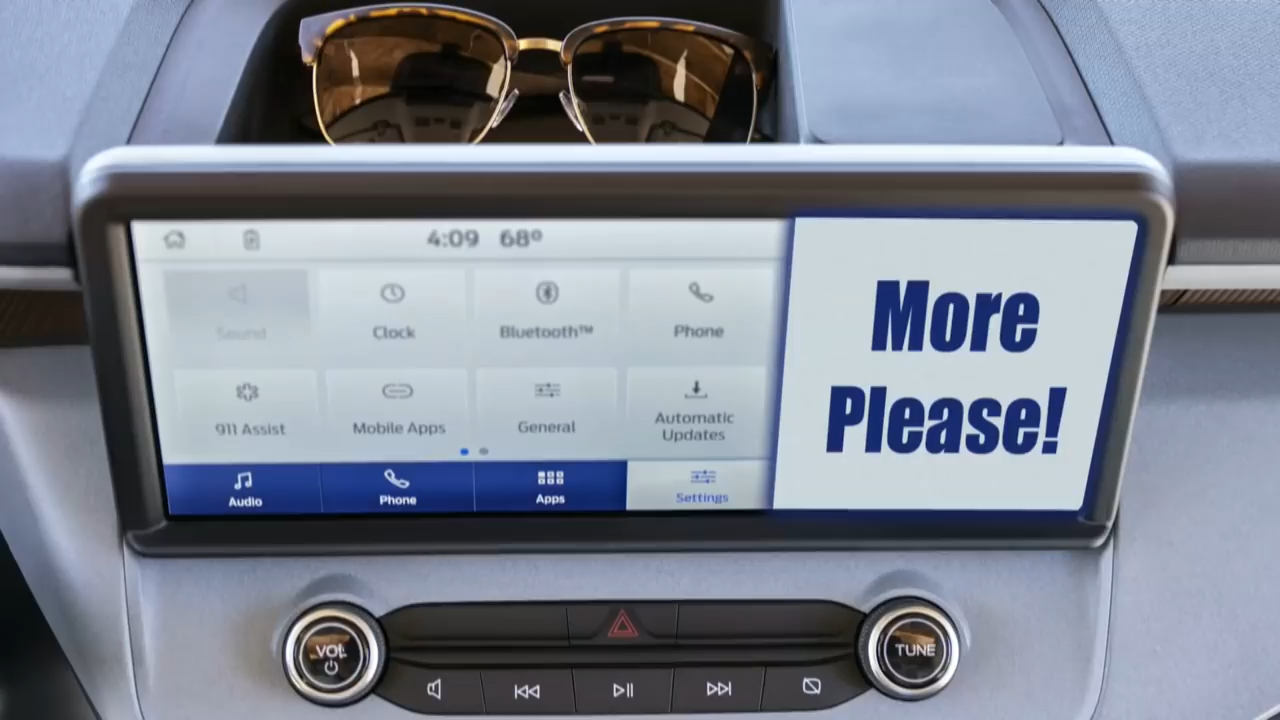 4:09 68°
Sound
Clock
Bluetooth™
Phone
911 Assist
Mobile Apps
General
Automatic
Updates
Audio
Phone
Apps
Settings
More
Please!
VOL
TUNE